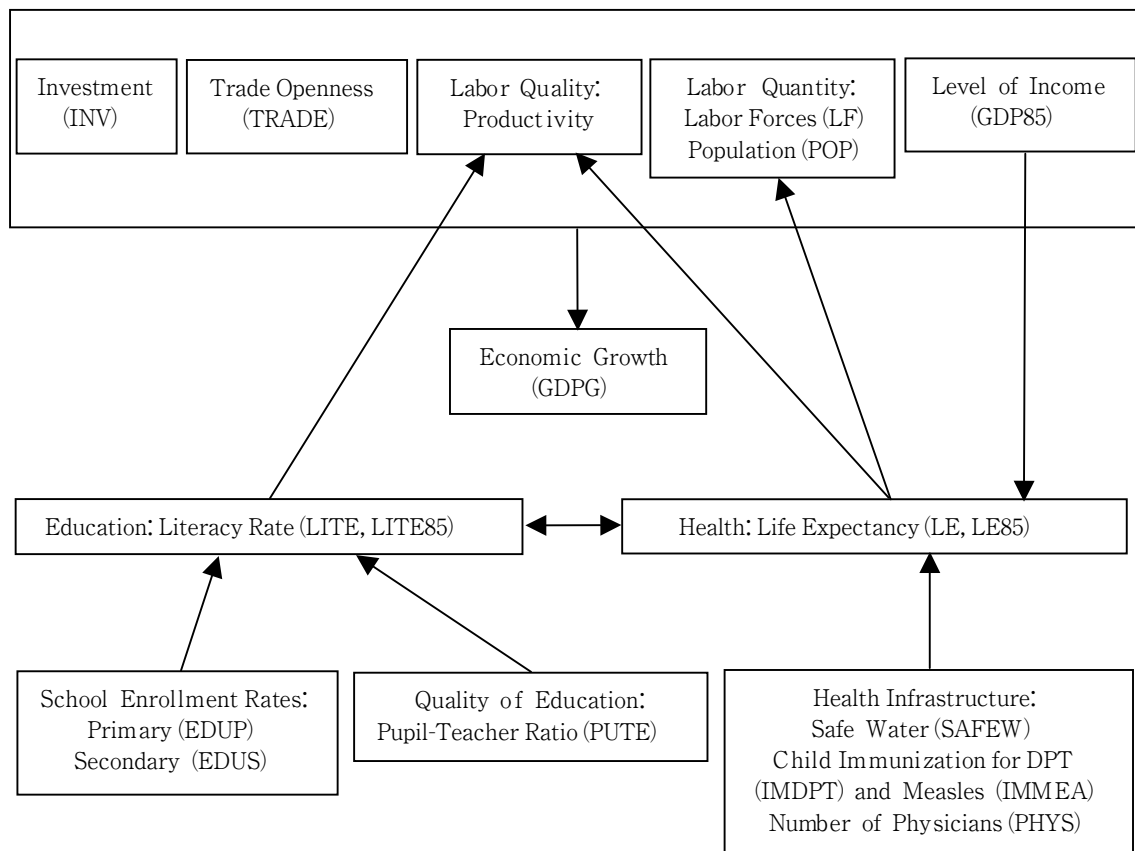 Investment
(INV)
Trade Openness
(TRADE)
Labor Quality:
Productivity
Labor Quantity:
Labor Forces (LF)
Population (POP)
Level of Income
(GDP85)
Economic Growth
(GDPG)
Education: Literacy Rate (LITE, LITE85)
Health: Life Expectancy (LE, LE85)
School Enrollment Rates:
Primary (EDUP)
Secondary (EDUS)
Quality of Education:
Pupil-Teacher Ratio (PUTE)
Health Infrastructure:
Safe Water (SAFEW)
Child Immunization for DPT
(IMDPT) and Measles (IMMEA)
Number of Physicians (PHYS)